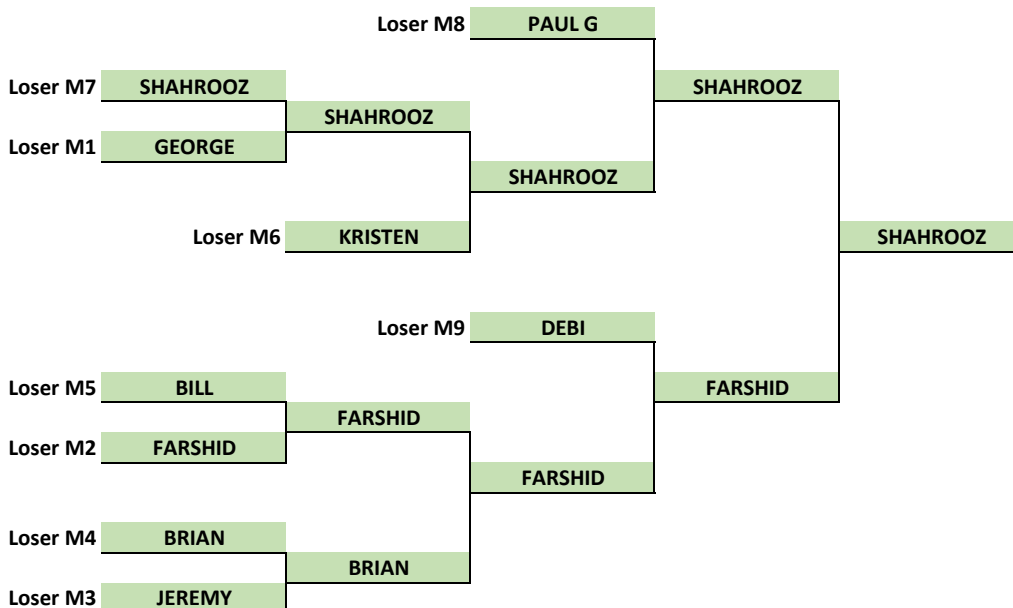 Loser M8 PAUL G
Loser M7 SHAHROOZ SHAHROOZ
SHAHROOZ
Loser M1 GEORGE
SHAHROOZ
Loser M6 KRISTEN SHAHROOZ
Loser M9 DEBI
Loser M5 BILL FARSHID
FARSHID
Loser M2 FARSHID
FARSHID
Loser M4 BRIAN
BRIAN
Loser M3 JEREMY